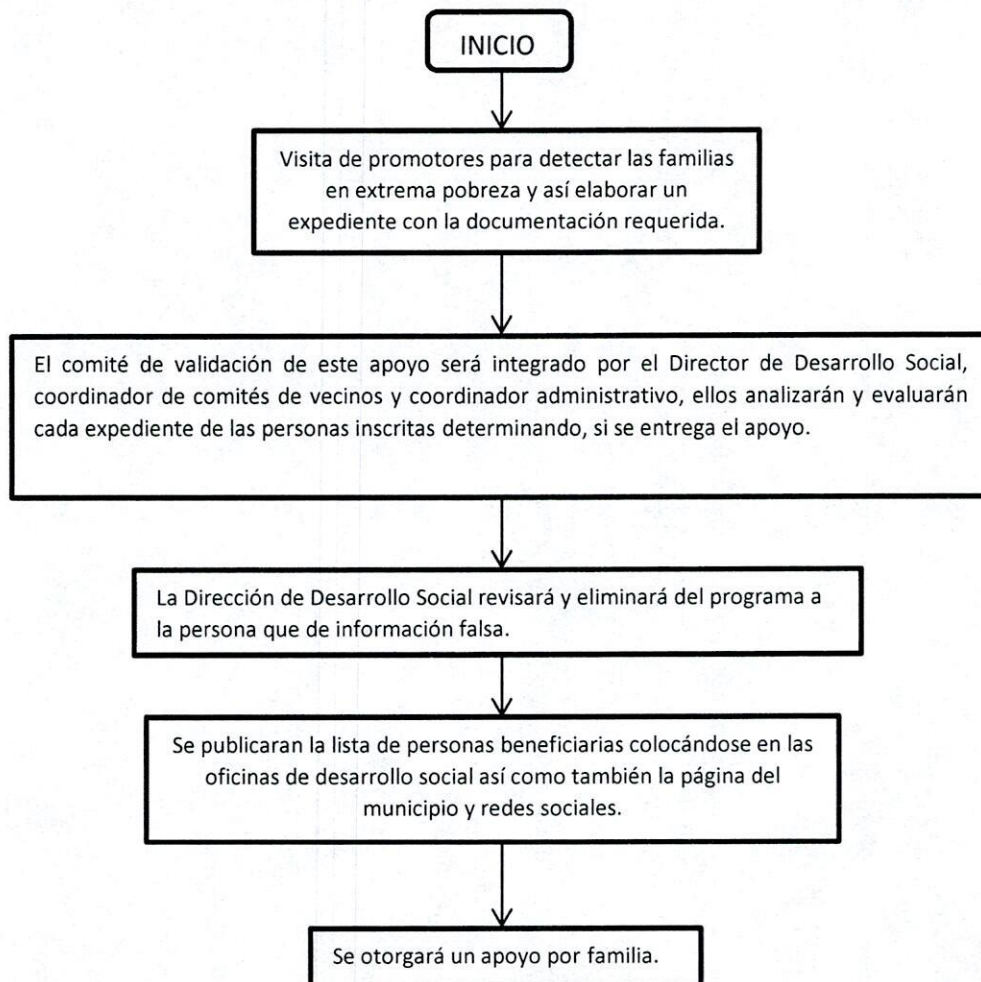 INICIO
Visita de promotores para detectar las familias
en extrema pobreza y así elaborar un
expediente con la documentación requerida.
El comité de validación de este apoyo será integrado por el Director de Desarrollo Social,
coordinador de comités de vecinos y coordinador administrativo, ellos analizarán y evaluarán
cada expediente de las personas inscritas determinando, si se entrega el apoyo.
La Dirección de Desarrollo Social revisará y eliminará del programa a
la persona que de información falsa.
Se publicaran la lista de personas beneficiarias colocándose en las
oficinas de desarrollo social así como también la página del
municipio y redes sociales.
Se otorgará un apoyo por familia.